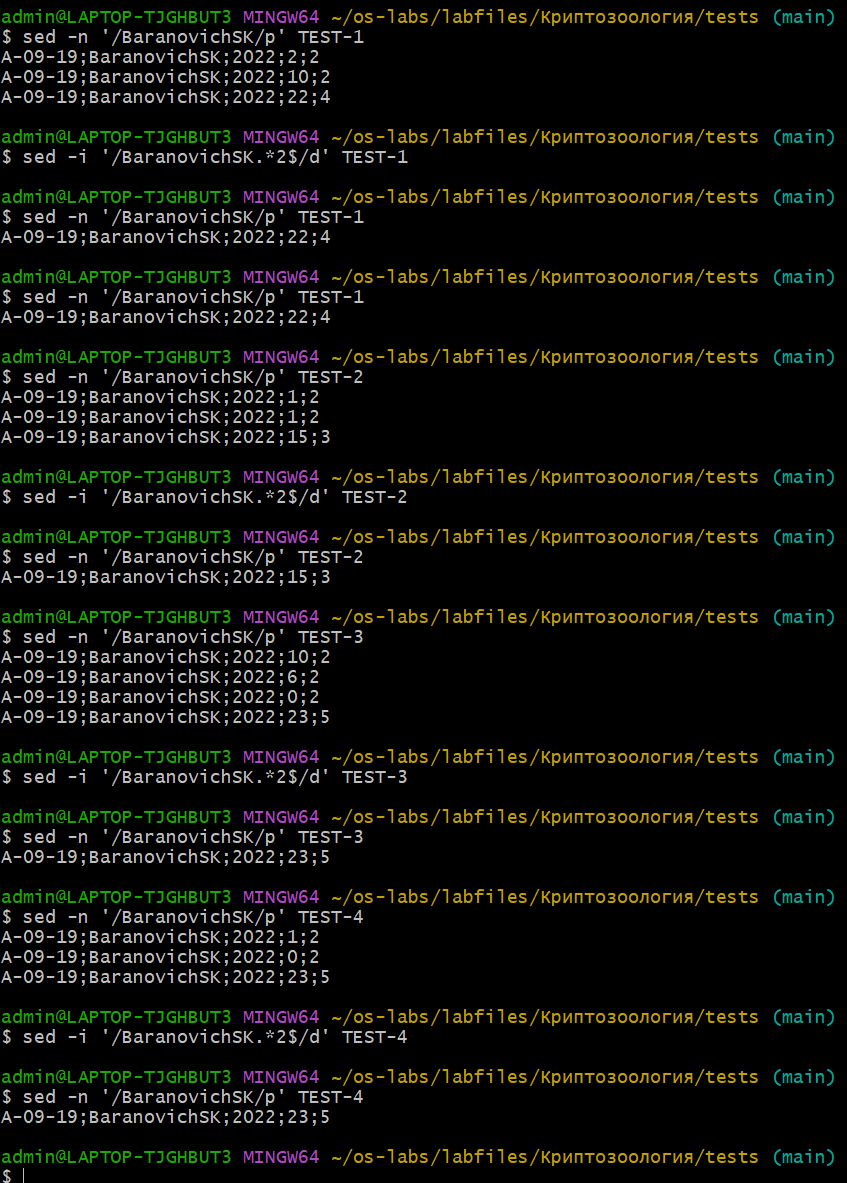 admin@LAPTOP-TJGHBUT3 MINGW64 ~/os-labs/labfiles/Криптозоология/tests (main)
$ sed -n '/BaranovichSK/p' TEST-1
A-09-19;BaranovichSK;2022;2;2
A-09-19;BaranovichSK;2022;10;2
A-09-19;BaranovichSK;2022;22;4
admin@LAPTOP-TJGHBUT3 MINGW64 ~/os-labs/labfiles/Криптозоология/tests (main)
$ sed -i '/BaranovichSK.*2$/d' TEST-1
admin@LAPTOP-TJGHBUT3 MINGW64 ~/os-labs/labfiles/Криптозоология/tests (main)
$ sed -n '/BaranovichSK/p' TEST-1
A-09-19;BaranovichSK;2022;22;4
admin@LAPTOP-TJGHBUT3 MINGW64 ~/os-labs/labfiles/Криптозоология/tests (main)
$ sed -n '/BaranovichSK/p' TEST-1
A-09-19;BaranovichSK;2022;22;4
admin@LAPTOP-TJGHBUT3 MINGW64 ~/os-labs/labfiles/Криптозоология/tests (main)
$ sed -n '/BaranovichSK/p' TEST-2
A-09-19;BaranovichSK;2022;1;2
A-09-19;BaranovichSK;2022;1;2
A-09-19;BaranovichSK;2022;15;3
admin@LAPTOP-TJGHBUT3 MINGW64 ~/os-labs/labfiles/Криптозоология/tests (main)
$ sed -i '/BaranovichSK.*2$/d' TEST-2
admin@LAPTOP-TJGHBUT3 MINGW64 ~/os-labs/labfiles/Криптозоология/tests (main)
$ sed -n '/BaranovichSK/p' TEST-2
A-09-19;BaranovichSK;2022;15;3
admin@LAPTOP-TJGHBUT3 MINGW64 ~/os-labs/labfiles/Криптозоология/tests (main)
$ sed -n '/BaranovichSK/p' TEST-3
A-09-19;BaranovichSK;2022;10;2
A-09-19;BaranovichSK;2022;6;2
A-09-19;BaranovichSK;2022;0;2
A-09-19;BaranovichSK;2022;23;5
admin@LAPTOP-TJGHBUT3 MINGW64 ~/os-labs/labfiles/Криптозоология/tests (main)
$ sed -i '/BaranovichSK.*2$/d' TEST-3
admin@LAPTOP-TJGHBUT3 MINGW64 ~/os-labs/labfiles/Криптозоология/tests (main)
$ sed -n '/BaranovichSK/p' TEST-3
A-09-19;BaranovichSK;2022;23;5
admin@LAPTOP-TJGHBUT3 MINGW64 ~/os-labs/labfiles/Криптозоология/tests (main)
$ sed -n '/BaranovichSK/p' TEST-4
A-09-19;BaranovichSK;2022;1;2
A-09-19;BaranovichSK;2022;0;2
A-09-19;BaranovichSK;2022;23;5
admin@LAPTOP-TJGHBUT3 MINGW64 ~/os-labs/labfiles/Криптозоология/tests (main)
$ sed -i '/BaranovichSK.*2$/d' TEST-4
admin@LAPTOP-TJGHBUT3 MINGW64 ~/os-labs/labfiles/Криптозоология/tests (main)
$ sed -n '/BaranovichSK/p' TEST-4
A-09-19;BaranovichSK;2022;23;5
admin@LAPTOP-TJGHBUT3 MINGW64 ~/os-labs/labfiles/Криптозоология/tests (main)
$